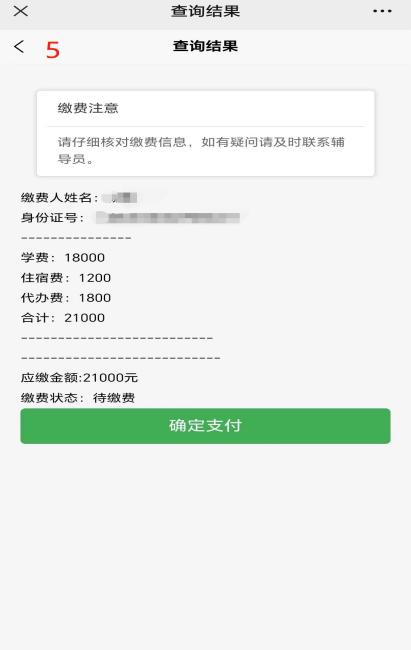 查询结果
5
查询结果
缴费注意
请仔细核对缴费信息，如有疑问请及时联系辅
导员。
缴费人姓名：
身份证号：
---------------
学费：18000
住宿费：1200
代办费：1800
合计：21000
--------------------------
---------------------------
应缴金额:21000元
缴费状态：待缴费
确定支付